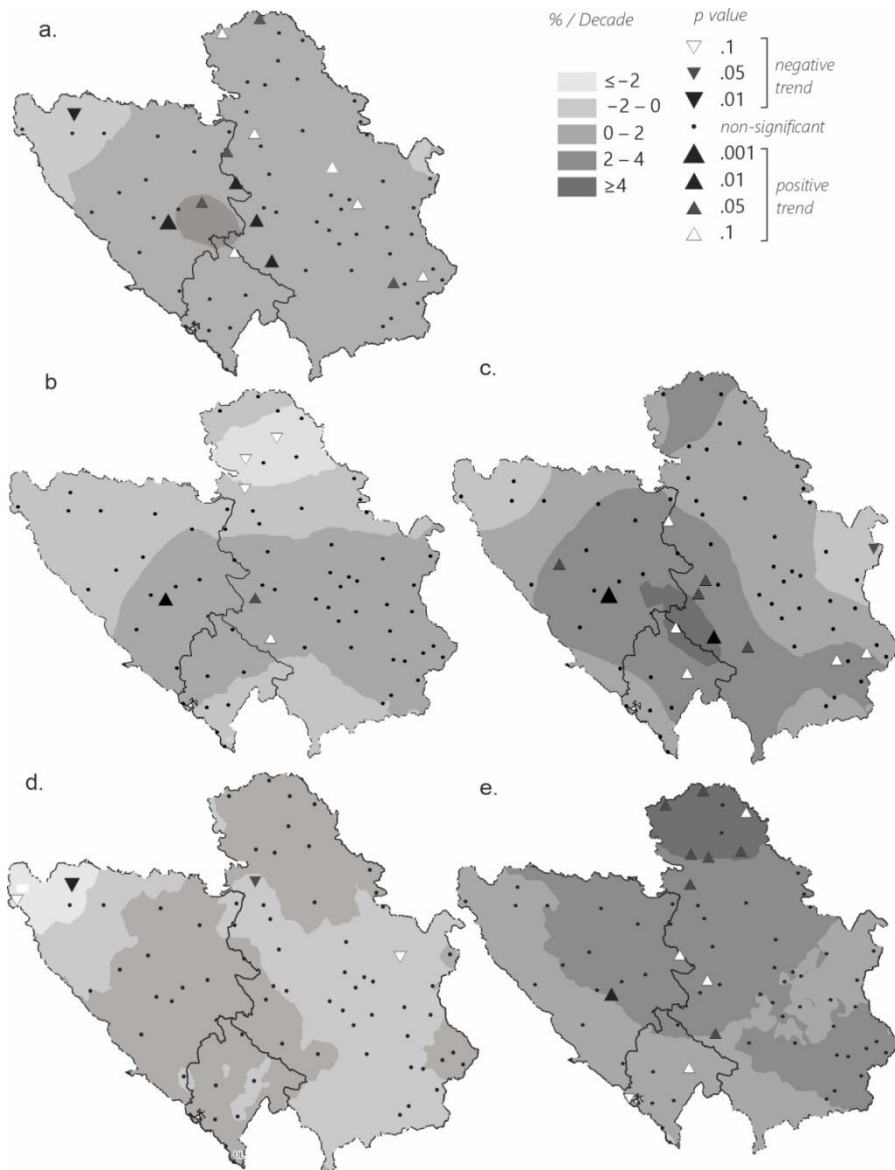 a.
% / Decade
≤−2
−2 – 0
0 – 2
2 – 4
≥4
p value
.1
.05
.01
negative
trend
non-significant
.001
.01
.05
.1
positive
trend
b
c.
d.
e.
UL